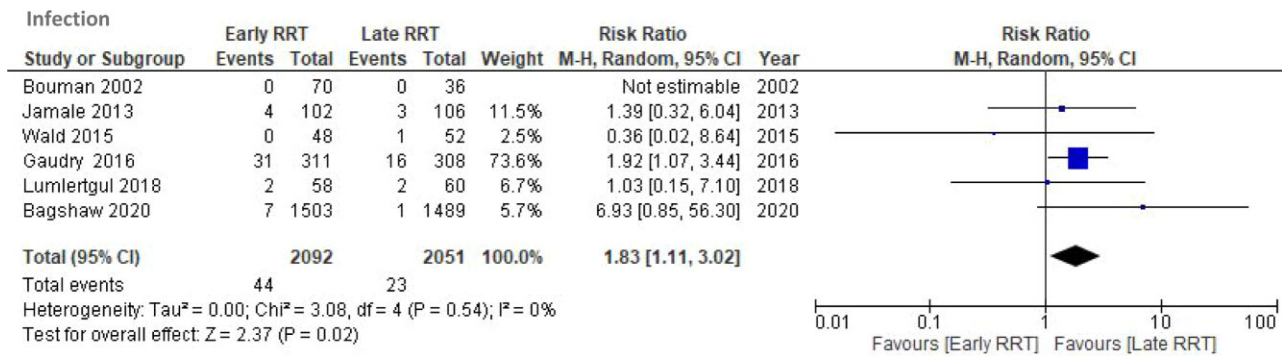 Infection
Early RRT Late RRT Risk Ratio Risk Ratio
Study or Subgroup Events Total Events Total Weight M-H, Random, 95% CI Year M-H, Random, 95% CI
Bouman 2002 0 70 0 36 Not estimable 2002
Jamale 2013 4 102 3 106 11.5% 1.39 [0.32, 6.04] 2013
Wald 2015 0 48 1 52 2.5% 0.36 [0.02, 8.64] 2015
Gaudry 2016 31 311 16 308 73.6% 1.92 [1.07, 3.44] 2016
Lumlertgul 2018 2 58 2 60 6.7% 1.03 [0.15, 7.10] 2018
Bagshaw 2020 7 1503 1 1489 5.7% 6.93 [0.85, 56.30] 2020
Total (95% CI) 2092 2051 100.0% 1.83 [1.11, 3.02]
Total events 44 23
Heterogeneity: Tau² = 0.00; Chi² = 3.08, df = 4 (P = 0.54); I² = 0%
Test for overall effect: Z = 2.37 (P = 0.02)
0.01 0.1 1 10 100
Favours [Early RRT] Favours [Late RRT]